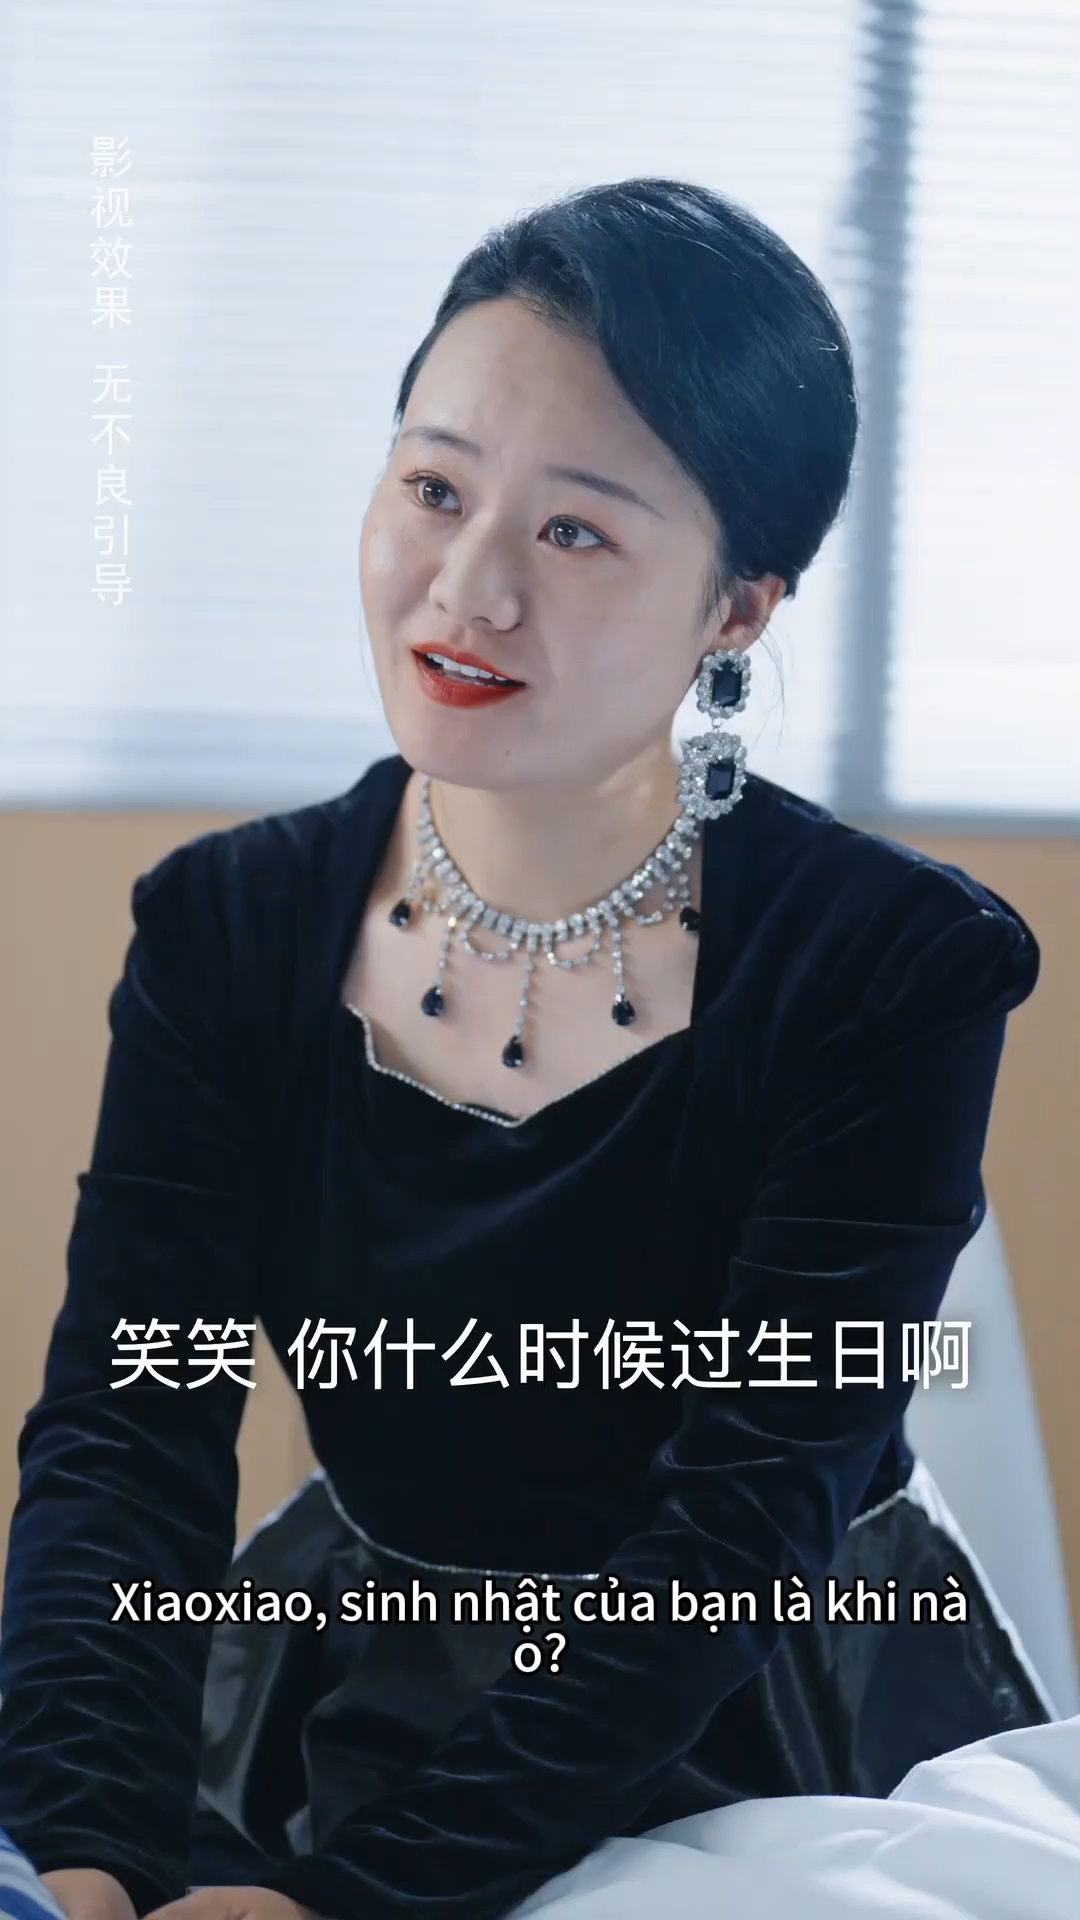 影视效果 无不良引导
笑笑 你什么时候过生日啊
Xiaoxiao, sinh nhật của bạn là khi nà
o?